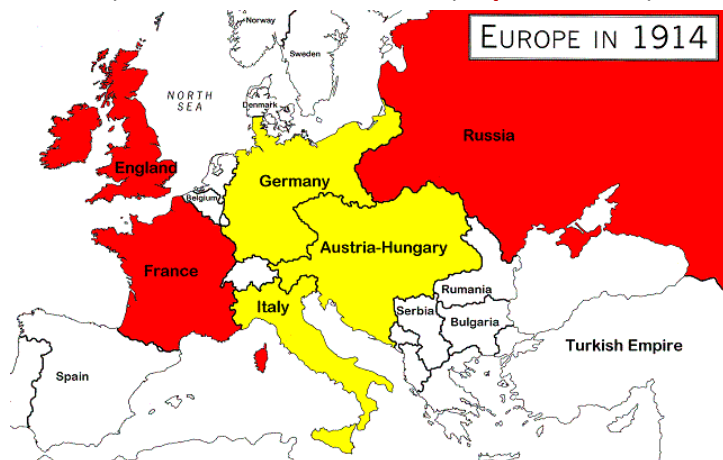 Norway
EUROPE IN 1914
Sweden
NORTH
SEA
Denmark
Russia
England
Germany
Belgium
Austria-Hungary
France
Rumania
Italy
Serbia
Bulgaria
Turkish Empire
Spain